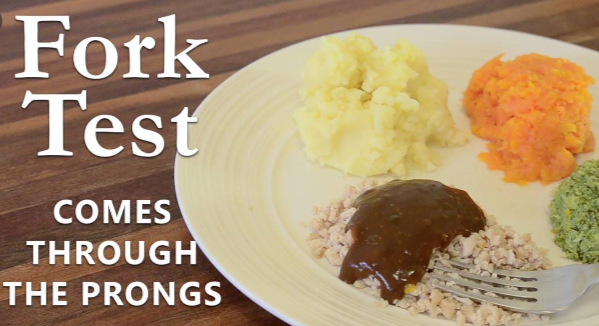 Fork
Test
COMES
THROUGH
THE PRONGS